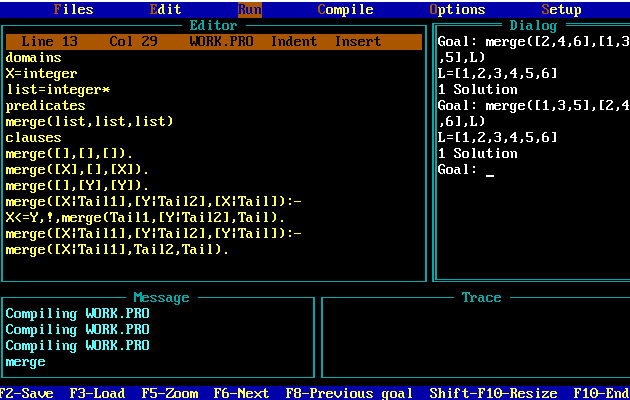 Files Edit Run Compile Options Setup
Editor
Line 13 Col 29 WORK.PRO Indent Insert
domains
X=integer
list=integer*
predicates
merge(list,list,list)
clauses
merge([],[],[]).
merge([X],[],[X]).
merge([],[Y],[Y]).
merge([X¦Tail1],[Y¦Tail2],[X¦Tail]):-
X<=Y,!,merge(Tail1,[Y¦Tail2],Tail).
merge([X¦Tail1],[Y¦Tail2],[Y¦Tail]):-
merge([X¦Tail1],Tail2,Tail).
Dialog
Goal: merge([2,4,6],[1,3
,5],L)
L=[1,2,3,4,5,6]
1 Solution
Goal: merge([1,3,5],[2,4
,6],L)
L=[1,2,3,4,5,6]
1 Solution
Goal: _
Message
Compiling WORK.PRO
Compiling WORK.PRO
Compiling WORK.PRO
merge
Trace
F2-Save F3-Load F5-Zoom F6-Next F8-Previous goal Shift-F10-Resize F10-End